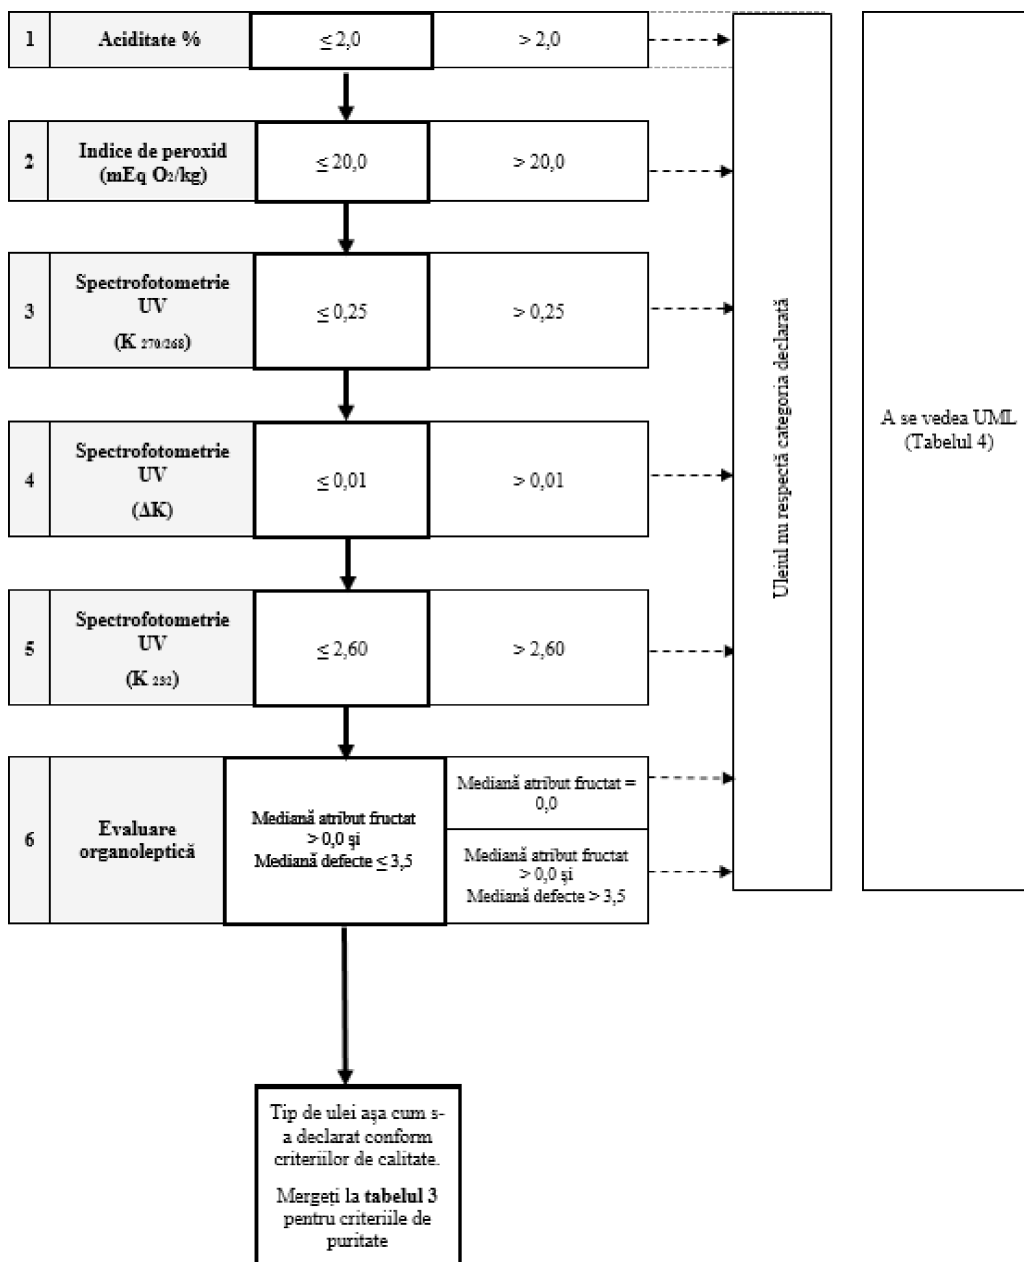 1
Aciditate %
≤ 2,0
> 2,0
2
Indice de peroxid
(mEq O₂/kg)
≤ 20,0
> 20,0
3
Spectrofotometrie
UV
(K 270/268)
≤ 0,25
> 0,25
4
Spectrofotometrie
UV
(ΔK)
≤ 0,01
> 0,01
5
Spectrofotometrie
UV
(K 232)
≤ 2,60
> 2,60
6
Evaluare
organoleptică
Mediană atribut fructat
> 0,0 şi
Mediană defecte ≤ 3,5
Mediană atribut fructat =
0,0
Mediană atribut fructat
> 0,0 şi
Mediană defecte > 3,5
Uleiul nu respectă categoria declarată
A se vedea UML
(Tabelul 4)
Tip de ulei așa cum s-
a declarat conform
criteriilor de calitate.
Mergeți la tabelul 3
pentru criteriile de
puritate